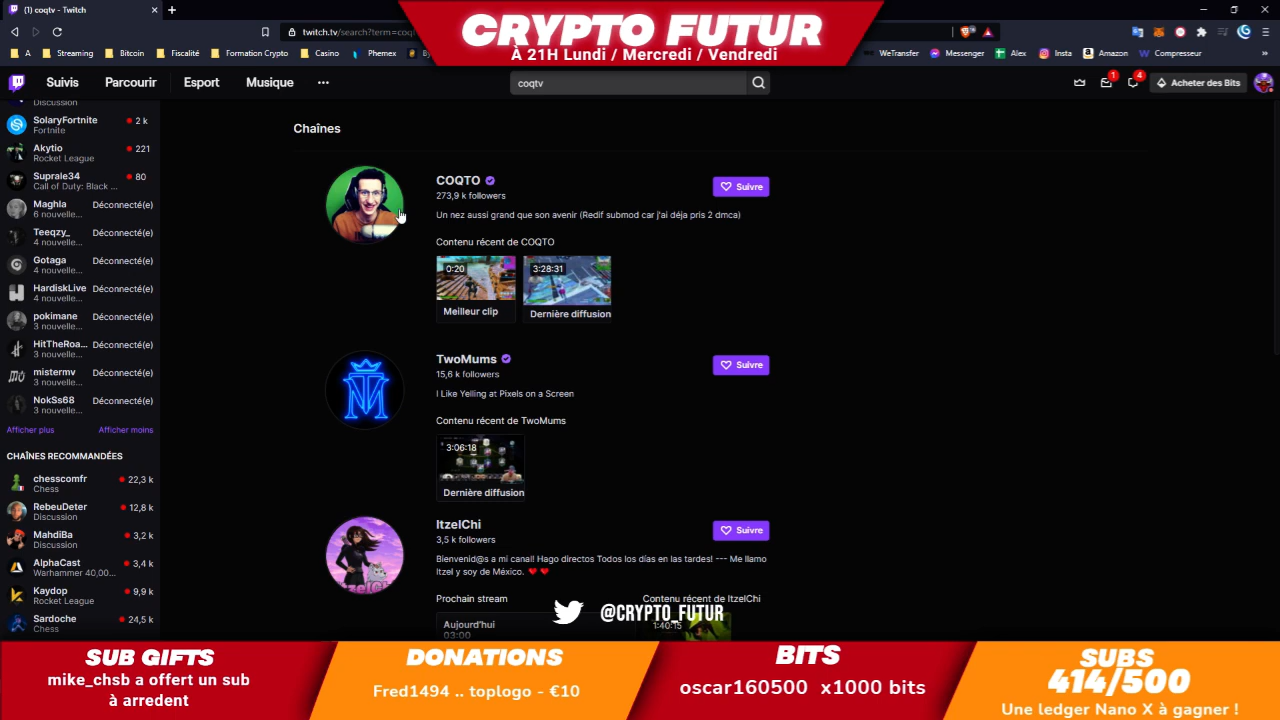 (1) coqtv - Twitch
twitch.tv/search?term=coqt
CRYPTO FUTUR
À 21H Lundi / Mercredi / Vendredi
A
Streaming
Bitcoin
Fiscalité
Formation Crypto
Casino
Phemex
WeTransfer
Messenger
Alex
Insta
Amazon
Compresseur
Suivis
Parcourir
Esport
Musique
coqtv
1
4
Acheter des Bits
Discussion
SolaryFortnite
2 k
Fortnite
Akytio
221
Rocket League
Suprale34
80
Call of Duty: Black ...
Maghla
Déconnecté(e)
6 nouvelle...
Teeqzy_
Déconnecté(e)
4 nouvelle...
Gotaga
Déconnecté(e)
4 nouvelle...
HardiskLive
Déconnecté(e)
4 nouvelle...
pokimane
Déconnecté(e)
3 nouvelle...
HitTheRoa...
Déconnecté(e)
3 nouvelle...
mistermv
Déconnecté(e)
3 nouvelle...
NokSs68
Déconnecté(e)
3 nouvelle...
Afficher plus
Afficher moins
CHAÎNES RECOMMANDÉES
chesscomfr
22,3 k
Chess
RebeuDeter
12,8 k
Discussion
MahdiBa
3,2 k
Discussion
AlphaCast
3,4 k
Warhammer 40,00...
Kaydop
9,9 k
Rocket League
Sardoche
24,5 k
Chess
Chaînes
COQTO
Suivre
273,9 k followers
Un nez aussi grand que son avenir (Redif submod car j'ai déja pris 2 dmca)
Contenu récent de COQTO
0:20
3:28:31
Meilleur clip
Dernière diffusion
TwoMums
Suivre
15,6 k followers
I Like Yelling at Pixels on a Screen
Contenu récent de TwoMums
3:06:18
Dernière diffusion
ItzelChi
Suivre
3,5 k followers
Bienvenid@s a mi canal! Hago directos Todos los días en las tardes! --- Me llamo
Itzel y soy de México.
Prochain stream
Contenu récent de ItzelChi
Aujourd'hui
03:00
1:40:15
@CRYPTO_FUTUR
SUB GIFTS
mike_chsb a offert un sub
à arredent
DONATIONS
Fred1494 .. toplogo - €10
BITS
oscar160500 x1000 bits
SUBS
414/500
Une ledger Nano X à gagner !